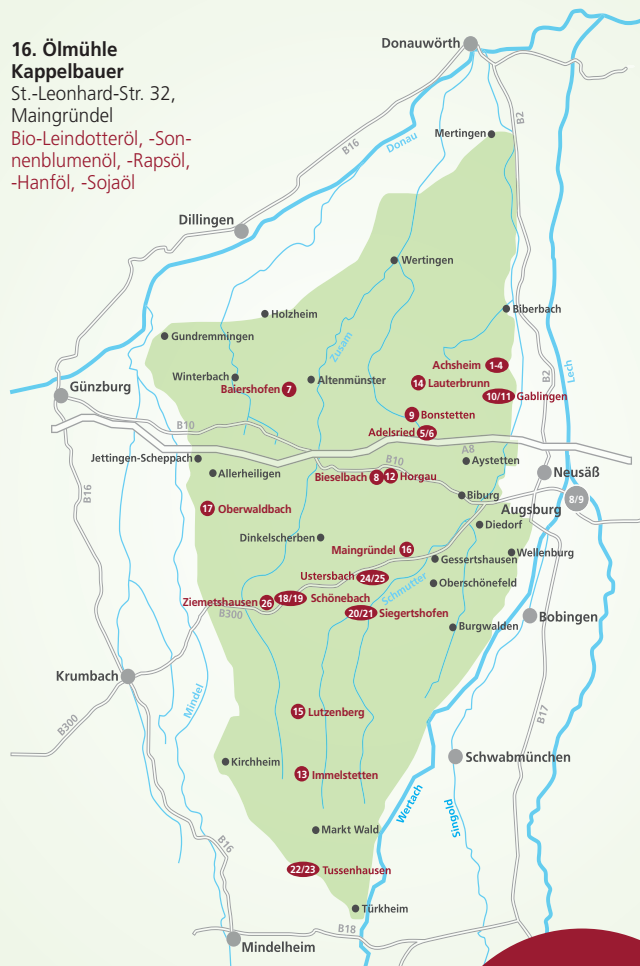 16. Ölmühle
Kappelbauer
St.-Leonhard-Str. 32,
Maingründel
Bio-Leindotteröl, -Son-
nenblumenöl, -Rapsöl,
-Hanföl, -Sojaöl
Donauwörth
B2
Mertingen
Donau
B16
Dillingen
Wertingen
Biberbach
Holzheim
Gundremmingen
Zusam
Achsheim 1-4
Lech
Winterbach
Altenmünster
14 Lauterbrunn
B2
Günzburg
Baiershofen 7
10/11 Gablingen
9 Bonstetten
B10
Adelsried 5/6
A8
Jettingen-Scheppach
B10
Aystetten
Allerheiligen
Bieselbach 8 12 Horgau
Neusäß
B16
Biburg
8/9
17 Oberwaldbach
Augsburg
Diedorf
Dinkelscherben
Maingründel 16
Wellenburg
Gessertshausen
Ustersbach 24/25
Oberschönefeld
Schmutter
Ziemetshausen 26 18/19 Schönebach
B300
20/21 Siegertshofen
Bobingen
Burgwalden
Krumbach
Mindel
15 Lutzenberg
B17
B300
Kirchheim
Schwabmünchen
13 Immelstetten
Wertach
Singold
Markt Wald
B16
22/23 Tussenhausen
Türkheim
B18
Mindelheim